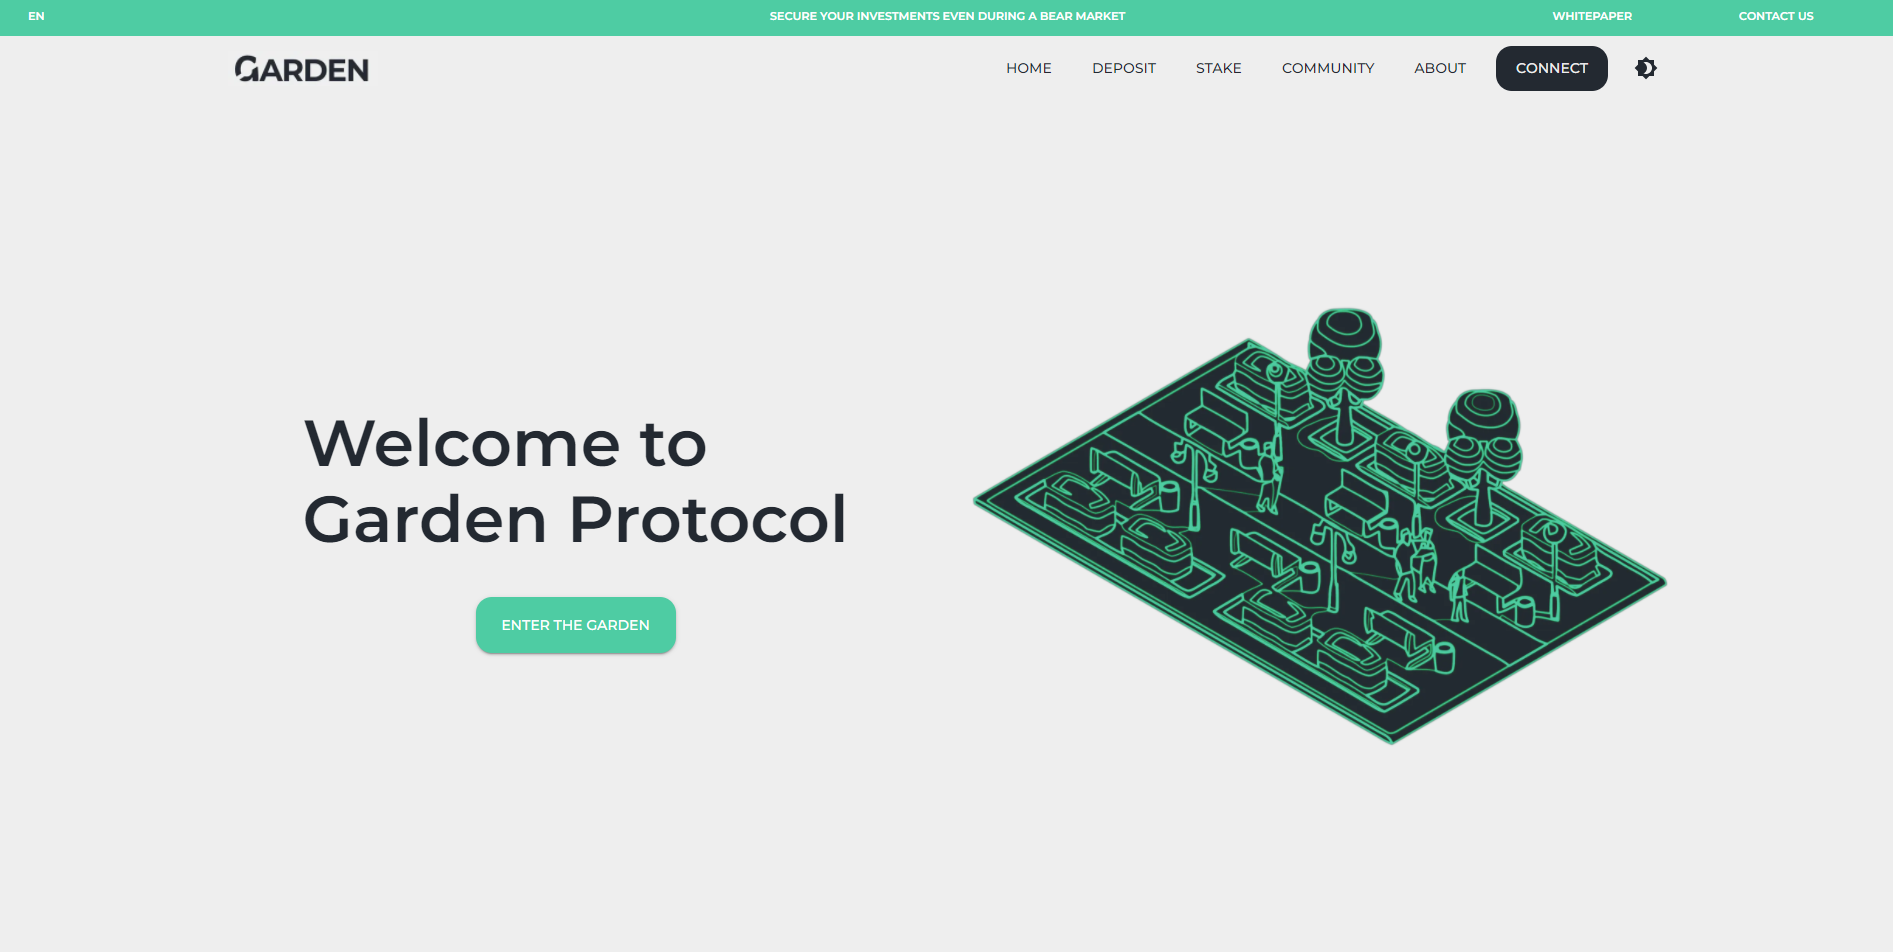 EN
SECURE YOUR INVESTMENTS EVEN DURING A BEAR MARKET
WHITEPAPER
CONTACT US
GARDEN
HOME
DEPOSIT
STAKE
COMMUNITY
ABOUT
CONNECT
Welcome to
Garden Protocol
ENTER THE GARDEN